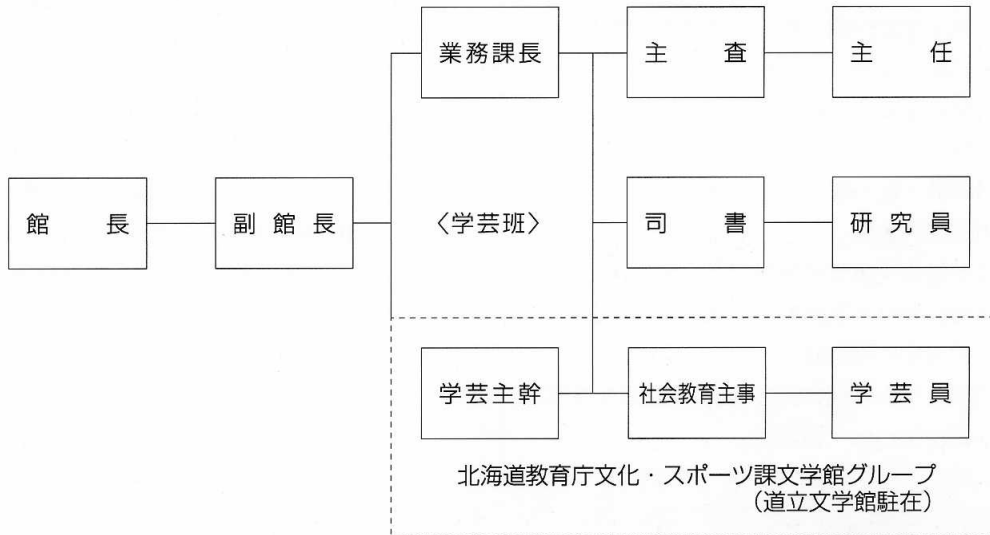 業務課長
主査
主任
館長
副館長
〈学芸班〉
司書
研究員
学芸主幹
社会教育主事
学芸員
北海道教育庁文化・スポーツ課文学館グループ
(道立文学館駐在)